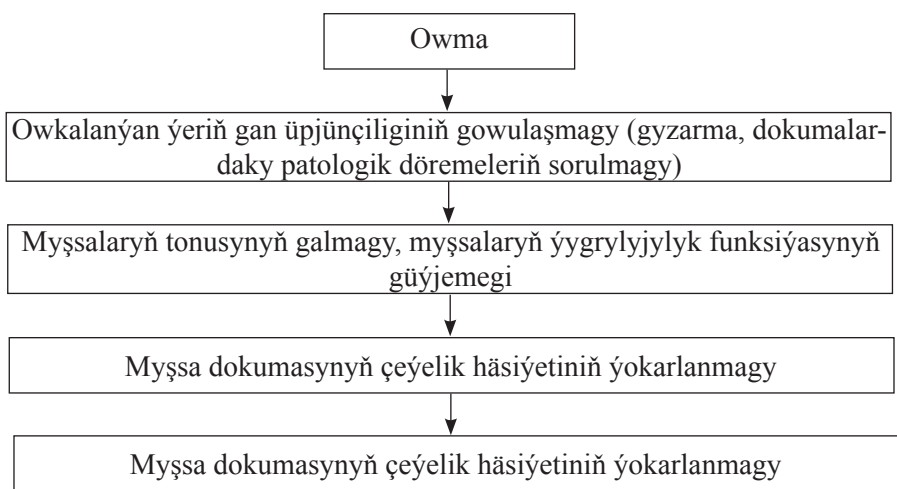 Owma
Owkalanýan ýeriň gan üpjünçiliginiň gowulaşmagy (gyzarma, dokumalar-
daky patologik döremeleriň sorulmagy)
Myşsalaryň tonusynyň galmagy, myşsalaryň ýygrylyjylyk funksiýasynyň
güýjemegi
Myşsa dokumasynyň çeýelik häsiýetiniň ýokarlanmagy
Myşsa dokumasynyň çeýelik häsiýetiniň ýokarlanmagy